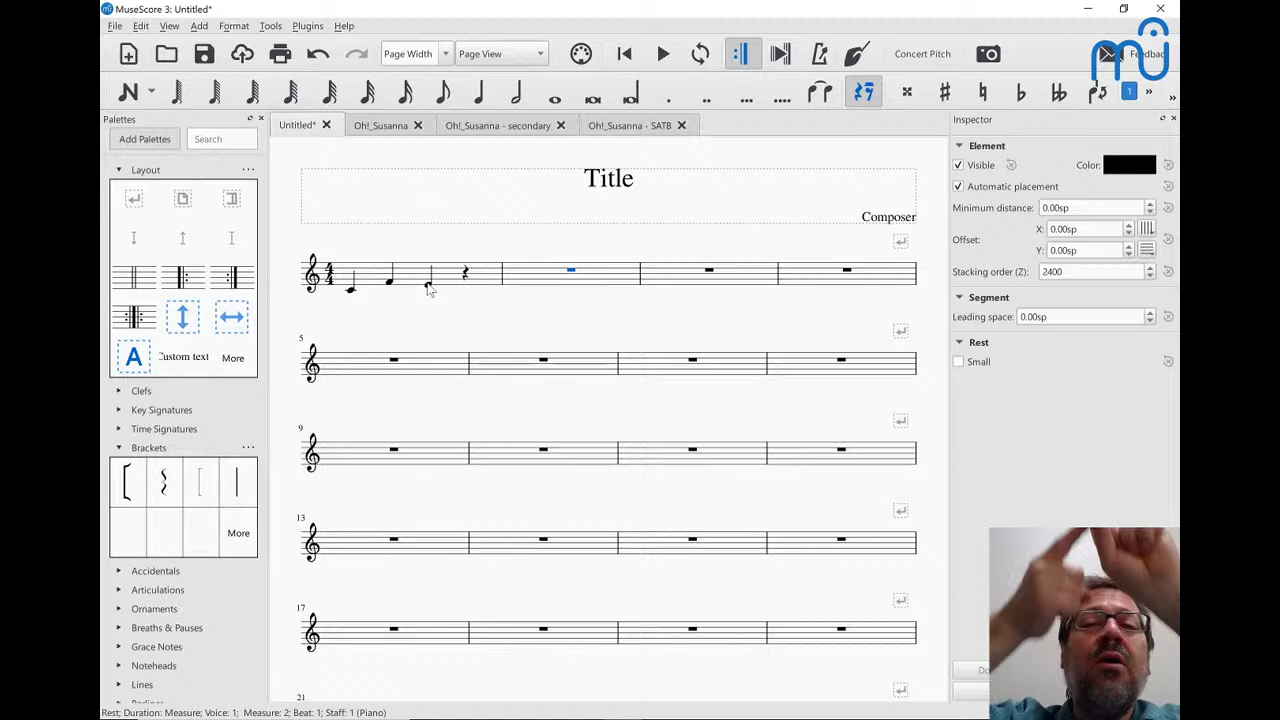 MuseScore 3: Untitled*
File Edit View Add Format Tools Plugins Help
Page Width Page View Concert Pitch Feedback
N 1 » »
Palettes Untitled* Oh!_Susanna Oh!_Susanna - secondary Oh!_Susanna - SATB Inspector
Add Palettes Search
Layout
A Custom text More
Clefs
Key Signatures
Time Signatures
Brackets
More
Accidentals
Articulations
Ornaments
Breaths & Pauses
Grace Notes
Noteheads
Lines
Title
Composer
4
4
5
9
13
17
21
Element
Visible Color:
Automatic placement
Minimum distance: 0.00sp
Offset: X: 0.00sp
Y: 0.00sp
Stacking order (Z): 2400
Segment
Leading space: 0.00sp
Rest
Small
Rest; Duration: Measure; Voice: 1; Measure: 2; Beat: 1; Staff: 1 (Piano)